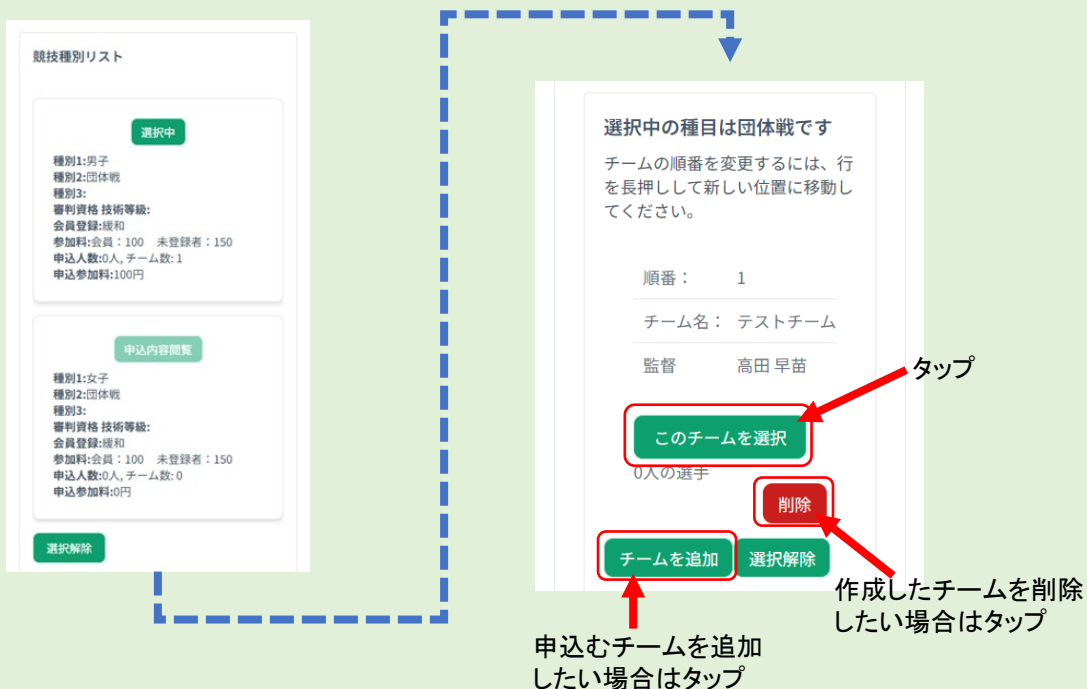 競技種別リスト
選択中
種別1:男子
種別2:団体戦
種別3:
審判資格 技術等級:
会員登録:緩和
参加料:会員：100　未登録者：150
申込人数:0人, チーム数: 1
申込参加料:100円
申込内容閲覧
種別1:女子
種別2:団体戦
種別3:
審判資格 技術等級:
会員登録:緩和
参加料:会員：100　未登録者：150
申込人数:0人, チーム数: 0
申込参加料:0円
選択解除
選択中の種目は団体戦です
チームの順番を変更するには、行
を長押しして新しい位置に移動し
てください。
順番： 1
チーム名： テストチーム
監督 高田 早苗
このチームを選択
タップ
0人の選手
削除
チームを追加 選択解除
作成したチームを削除
したい場合はタップ
申込むチームを追加
したい場合はタップ